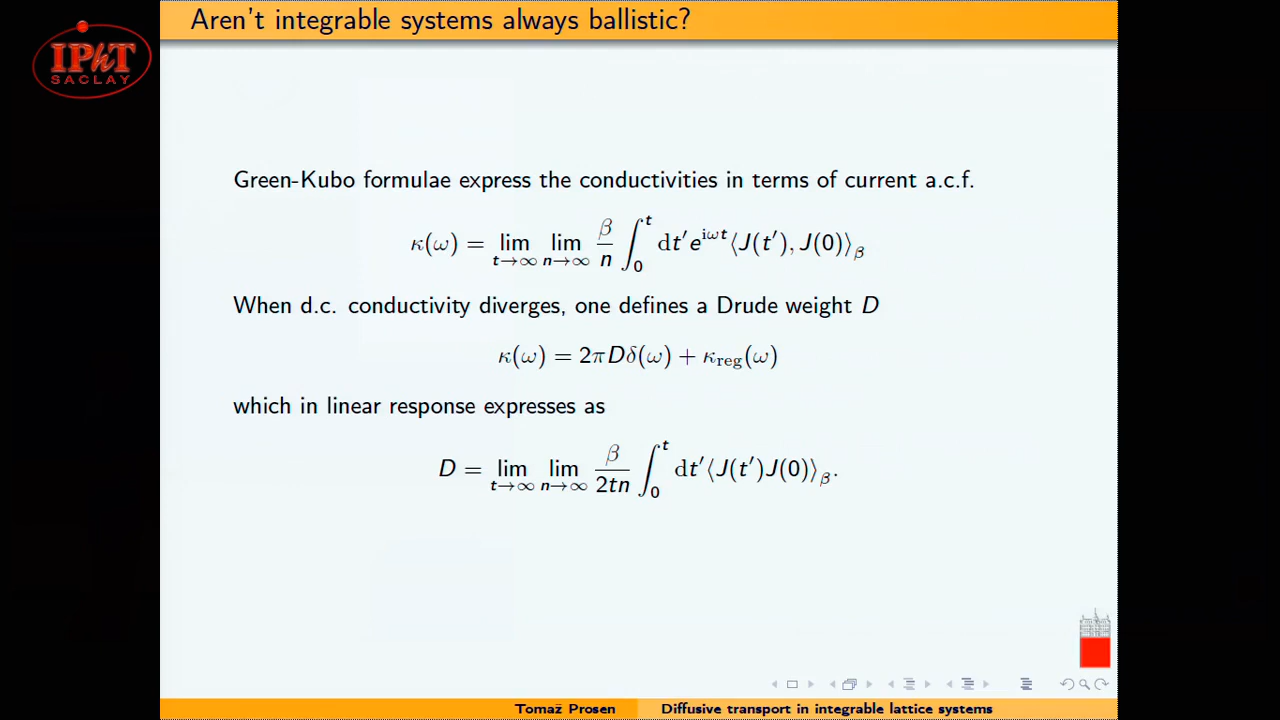 Aren't integrable systems always ballistic?
IPhT
SACLAY
Green-Kubo formulae express the conductivities in terms of current a.c.f.
κ(ω) = lim_{t→∞} lim_{n→∞} β/n ∫_0^t dt′e^{iωt}⟨J(t′), J(0)⟩_β
When d.c. conductivity diverges, one defines a Drude weight D
κ(ω) = 2πDδ(ω) + κ_reg(ω)
which in linear response expresses as
D = lim_{t→∞} lim_{n→∞} β/2tn ∫_0^t dt′⟨J(t′)J(0)⟩_β.
Tomaž Prosen Diffusive transport in integrable lattice systems